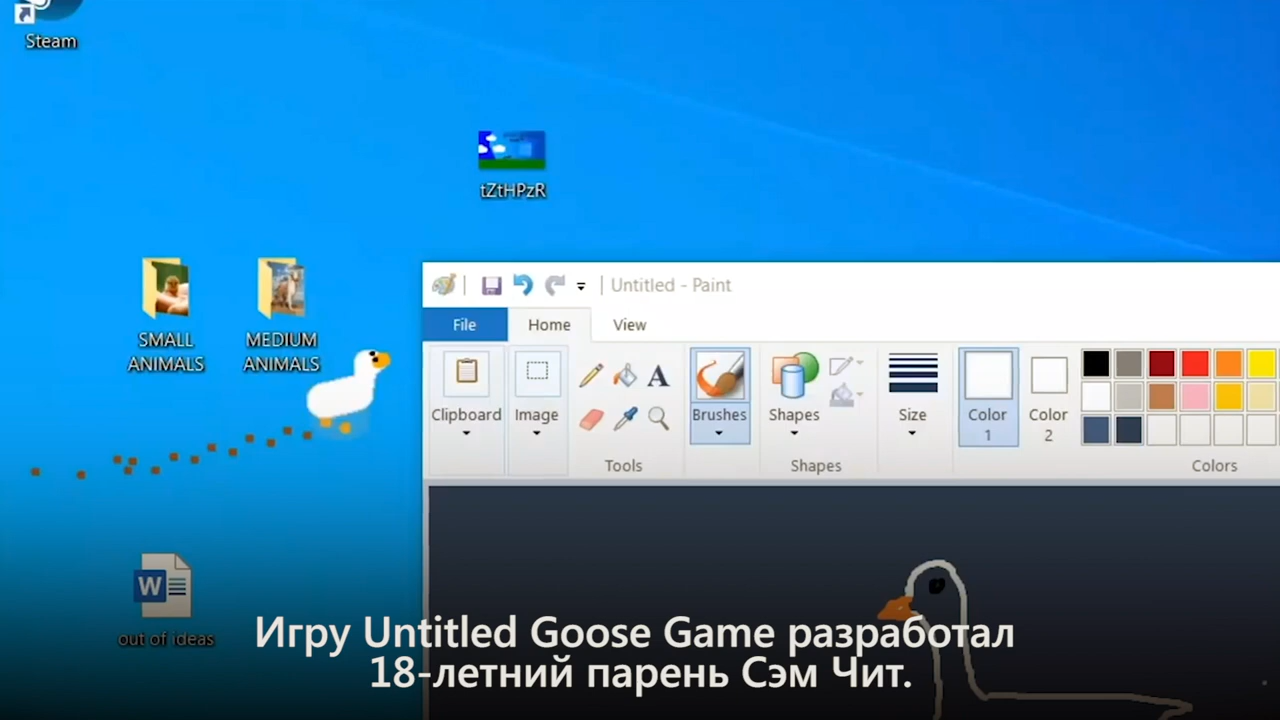 Steam
tZtHPzR
SMALL
ANIMALS
MEDIUM
ANIMALS
Untitled - Paint
File
Home
View
Clipboard
Image
Tools
Brushes
Shapes
Shapes
Size
Color
1
Color
2
Colors
W
out of ideas
Игру Untitled Goose Game разработал
18-летний парень Сэм Чит.